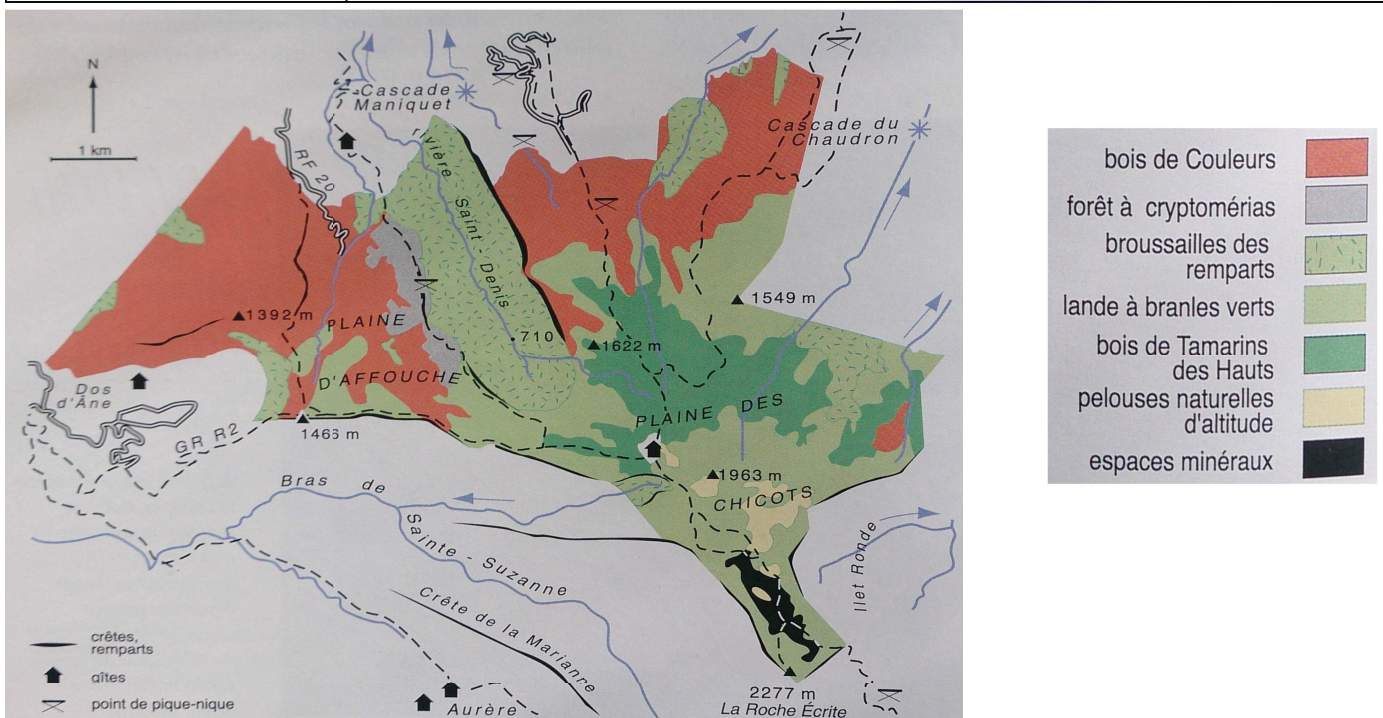 N
1 km
RF 20
Cascade
Maniquet
rivière
Saint - Denis
Cascade du
Chaudron
1392 m
PLAINE
D'AFFOUCHE
710
1622 m
1549 m
Dos
d'Âne
GR R2
1466 m
PLAINE DES
CHICOTS
1963 m
Bras de
Sainte - Suzanne
Crête de la Marianne
Ilet Ronde
2277 m
La Roche Écrite
Aurère
crêtes,
remparts
gîtes
point de pique-nique
bois de Couleurs
forêt à cryptomérias
broussailles des
remparts
lande à branles verts
bois de Tamarins
des Hauts
pelouses naturelles
d'altitude
espaces minéraux